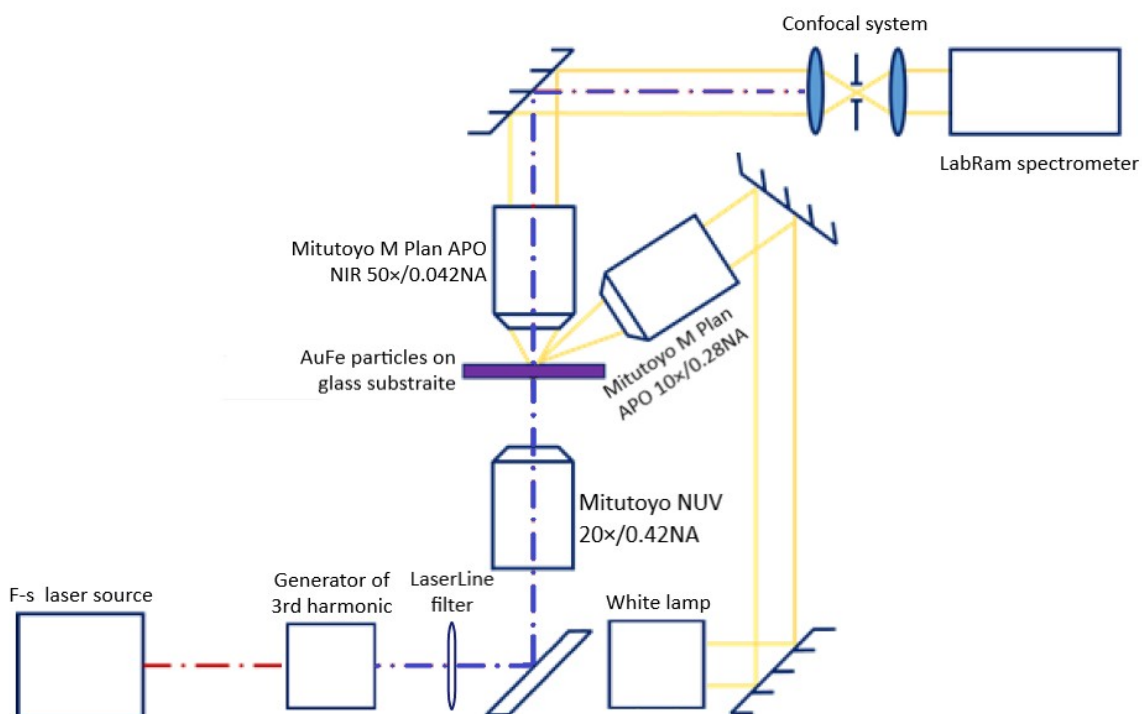 Confocal system
LabRam spectrometer
Mitutoyo M Plan APO
NIR 50×/0.042NA
Mitutoyo M Plan
APO 10×/0.28NA
AuFe particles on
glass substraite
Mitutoyo NUV
20×/0.42NA
F-s laser source
Generator of
3rd harmonic
LaserLine
filter
White lamp